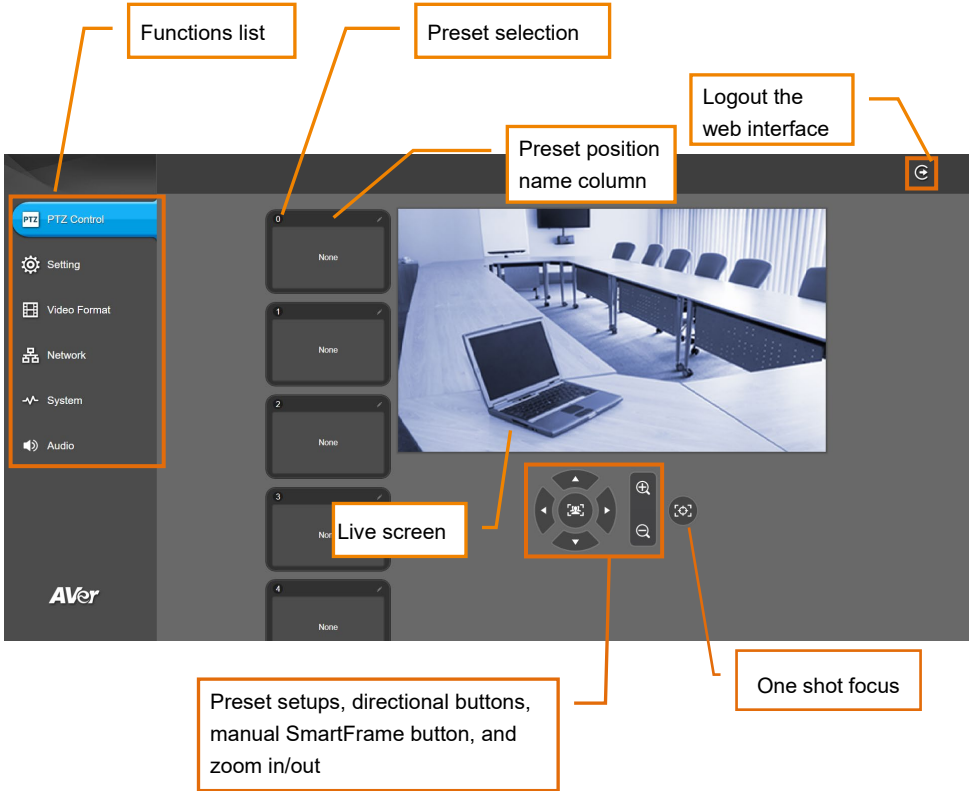 Functions list
Preset selection
Logout the
web interface
Preset position
name column
PTZ PTZ Control
Setting
Video Format
Network
System
Audio
0
None
1
None
2
None
3
Non
4
None
Live screen
AVer
One shot focus
Preset setups, directional buttons,
manual SmartFrame button, and
zoom in/out